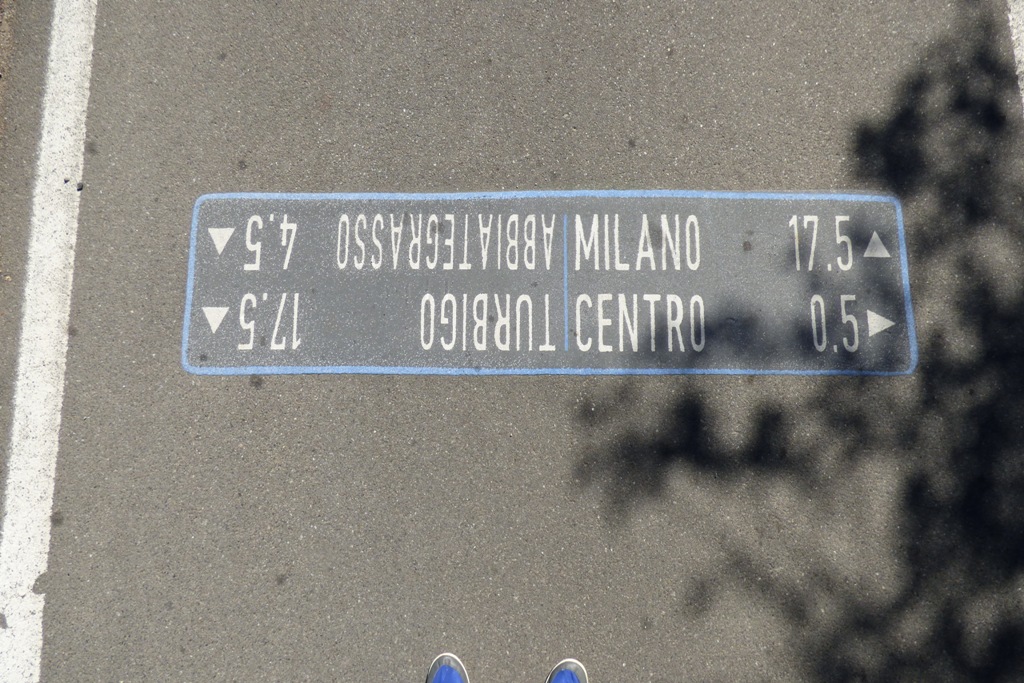 MILANO 17.5 ▲
CENTRO 0.5 ▶
TURBIGO 17.5 ▲
ABBIATEGRASSO 4.5 ▲